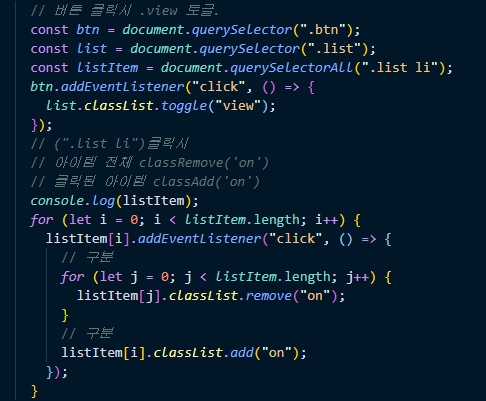 // 버튼 클릭시 .view 토글.
const btn = document.querySelector(".btn");
const list = document.querySelector(".list");
const listItem = document.querySelectorAll(".list li");
btn.addEventListener("click", () => {
list.classList.toggle("view");
});
// (".list li")클릭시
// 아이템 전체 classRemove('on')
// 클릭된 아이템 classAdd('on')
console.log(listItem);
for (let i = 0; i < listItem.length; i++) {
listItem[i].addEventListener("click", () => {
// 구분
for (let j = 0; j < listItem.length; j++) {
listItem[j].classList.remove("on");
}
// 구분
listItem[i].classList.add("on");
});
}